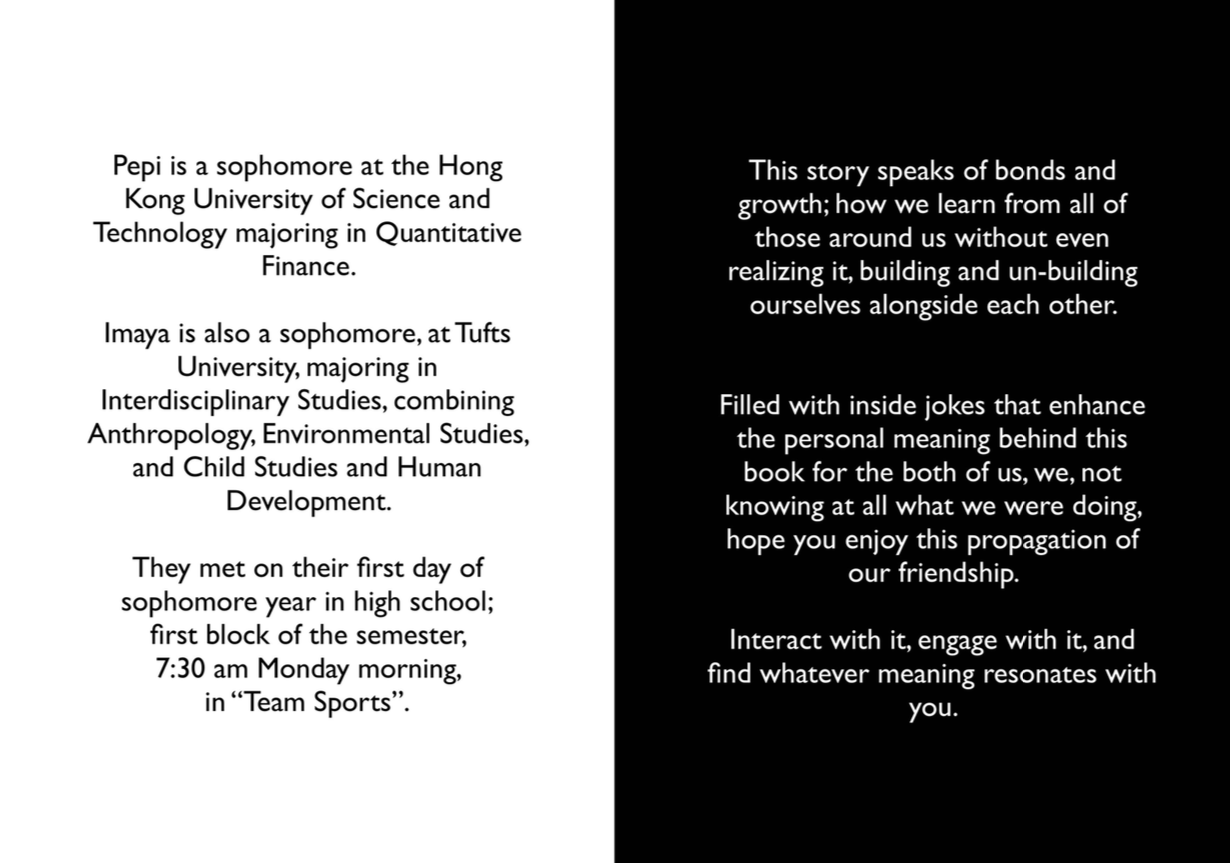 Pepi is a sophomore at the Hong
Kong University of Science and
Technology majoring in Quantitative
Finance.
Imaya is also a sophomore, at Tufts
University, majoring in
Interdisciplinary Studies, combining
Anthropology, Environmental Studies,
and Child Studies and Human
Development.
They met on their first day of
sophomore year in high school;
first block of the semester,
7:30 am Monday morning,
in “Team Sports”.
This story speaks of bonds and
growth; how we learn from all of
those around us without even
realizing it, building and un-building
ourselves alongside each other.
Filled with inside jokes that enhance
the personal meaning behind this
book for the both of us, we, not
knowing at all what we were doing,
hope you enjoy this propagation of
our friendship.
Interact with it, engage with it, and
find whatever meaning resonates with
you.